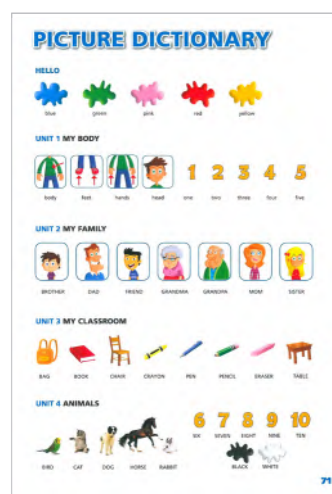 PICTURE DICTIONARY
HELLO
blue green pink red yellow
UNIT 1 MY BODY
1 2 3 4 5
body feet hands head one two three four five
UNIT 2 MY FAMILY
BROTHER DAD FRIEND GRANDMA GRANDPA MOM SISTER
UNIT 3 MY CLASSROOM
BAG BOOK CHAIR CRAYON PEN PENCIL ERASER TABLE
UNIT 4 ANIMALS
6 7 8 9 10
SIX SEVEN EIGHT NINE TEN
BLACK WHITE
BIRD CAT DOG HORSE RABBIT
71